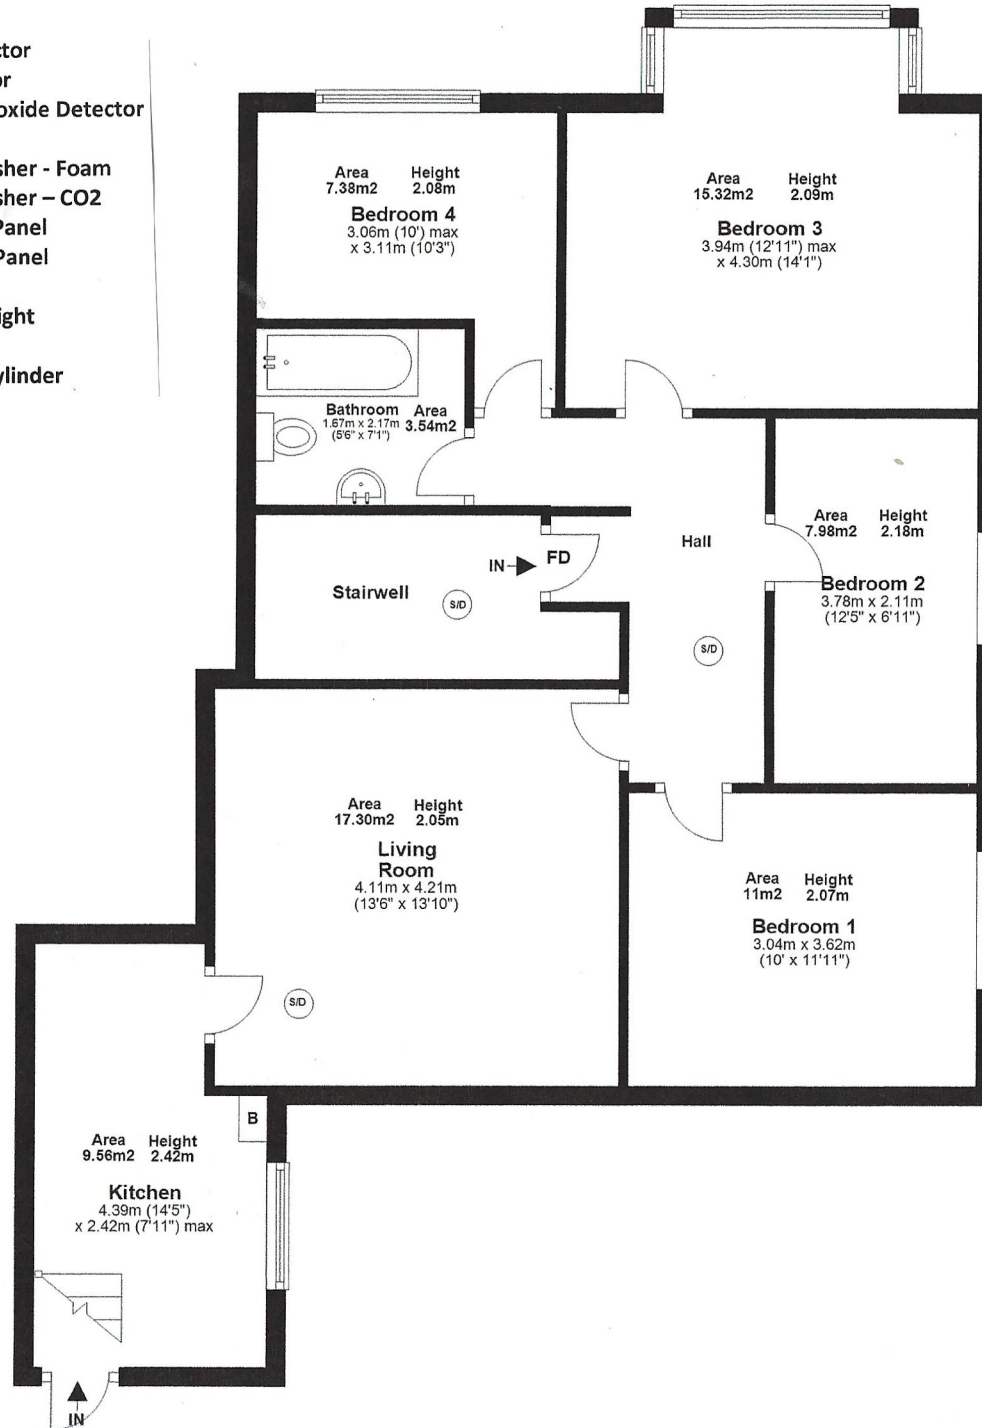 oxide Detector
sher - Foam
sher – CO2
Panel
Panel
ight
ylinder
Area Height
7.38m2 2.08m
Bedroom 4
3.06m (10') max
x 3.11m (10'3")
Area Height
15.32m2 2.09m
Bedroom 3
3.94m (12'11") max
x 4.30m (14'1")
Bathroom Area
1.67m x 2.17m 3.54m2
(5'6" x 7'1")
IN FD
Stairwell
S/D
Hall
S/D
Area Height
7.98m2 2.18m
Bedroom 2
3.78m x 2.11m
(12'5" x 6'11")
Area Height
17.30m2 2.05m
Living
Room
4.11m x 4.21m
(13'6" x 13'10")
S/D
Area Height
11m2 2.07m
Bedroom 1
3.04m x 3.62m
(10' x 11'11")
B
Area Height
9.56m2 2.42m
Kitchen
4.39m (14'5")
x 2.42m (7'11") max
IN